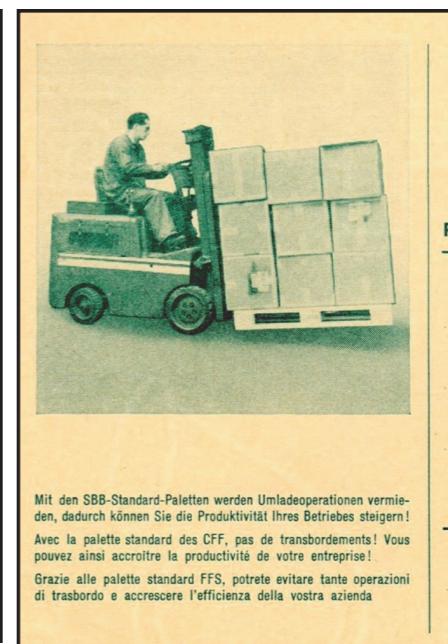 Mit den SBB-Standard-Paletten werden Umladeoperationen vermie-
den, dadurch können Sie die Produktivität Ihres Betriebes steigern!
Avec la palette standard des CFF, pas de transbordements! Vous
pouvez ainsi accroître la productivité de votre entreprise!
Grazie alle palette standard FFS, potrete evitare tante operazioni
di trasbordo e accrescere l'efficienza della vostra azienda